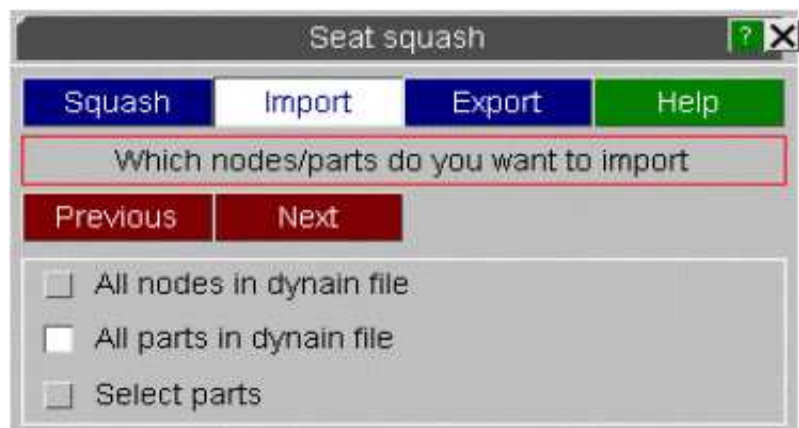 Seat squash ? X
Squash Import Export Help
Which nodes/parts do you want to import
Previous Next
All nodes in dynain file
All parts in dynain file
Select parts